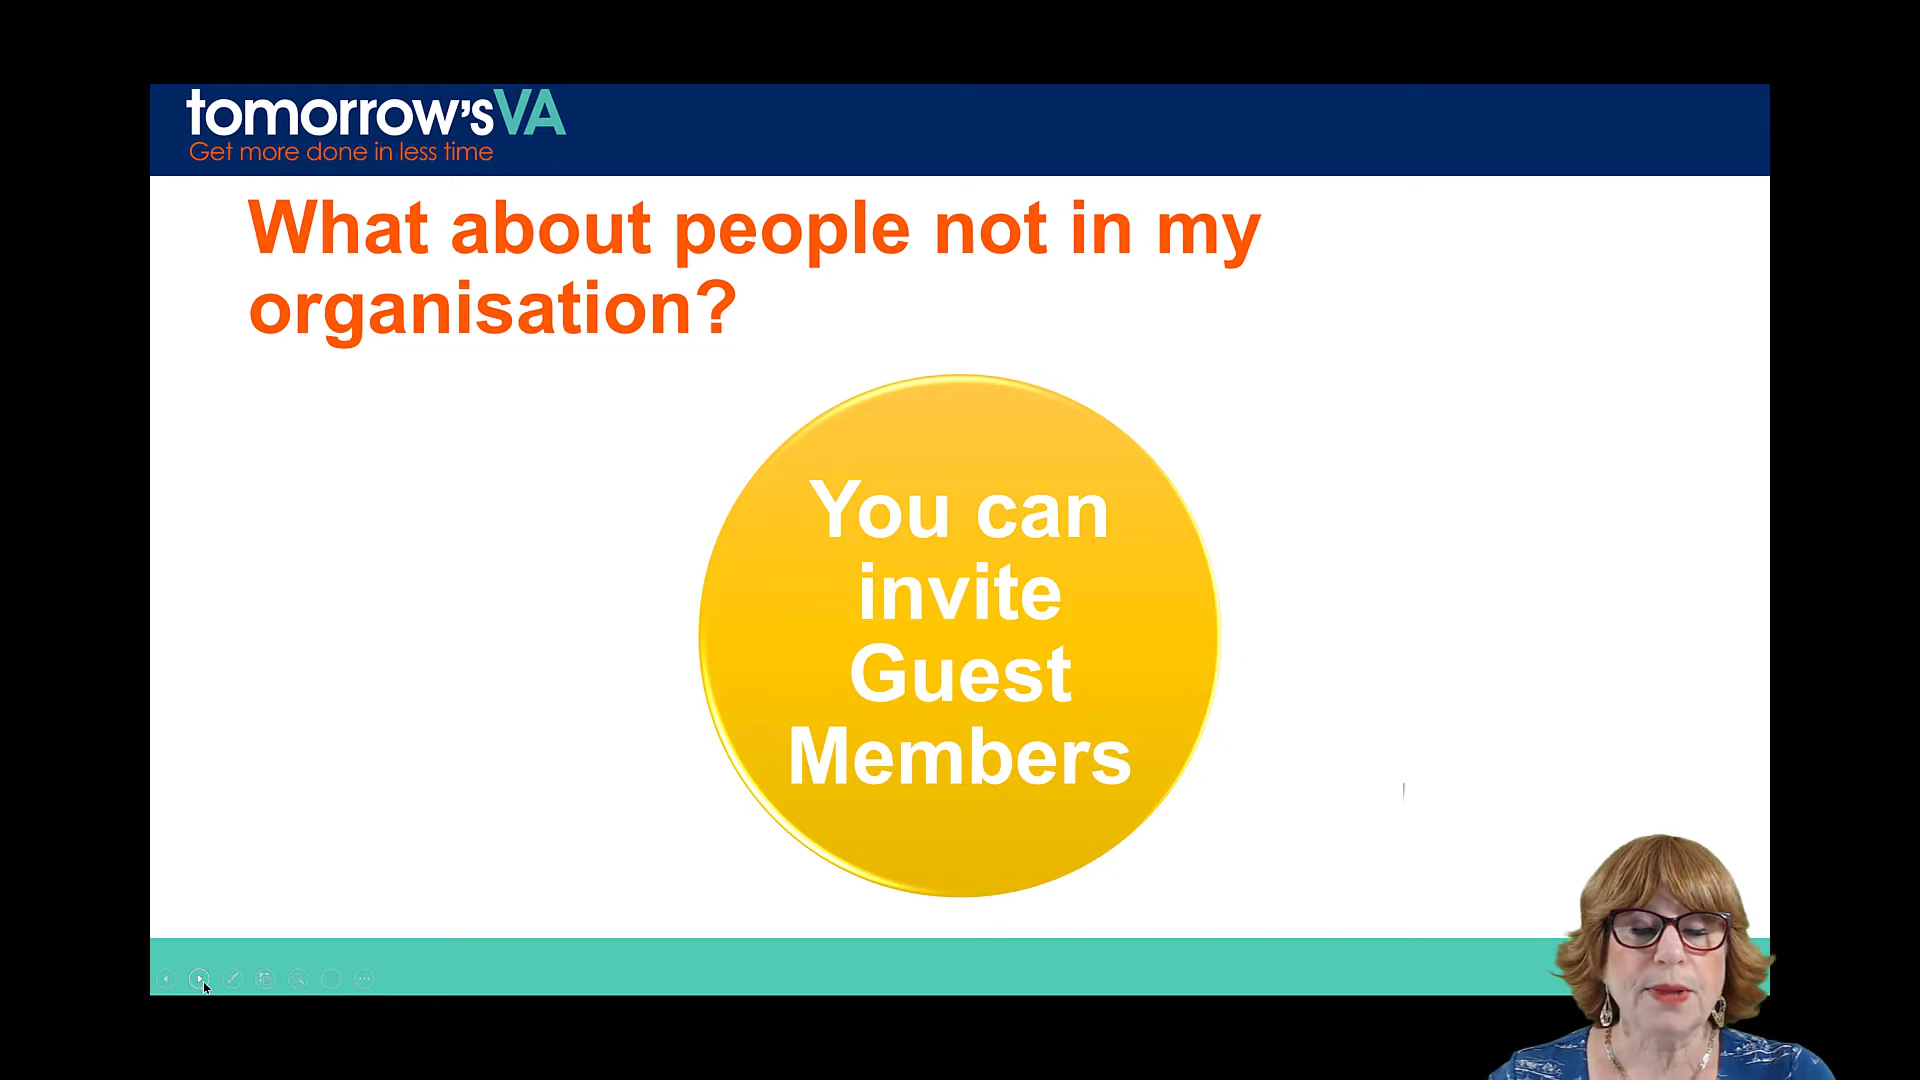 tomorrow'sVA
Get more done in less time
What about people not in my
organisation?
You can
invite
Guest
Members